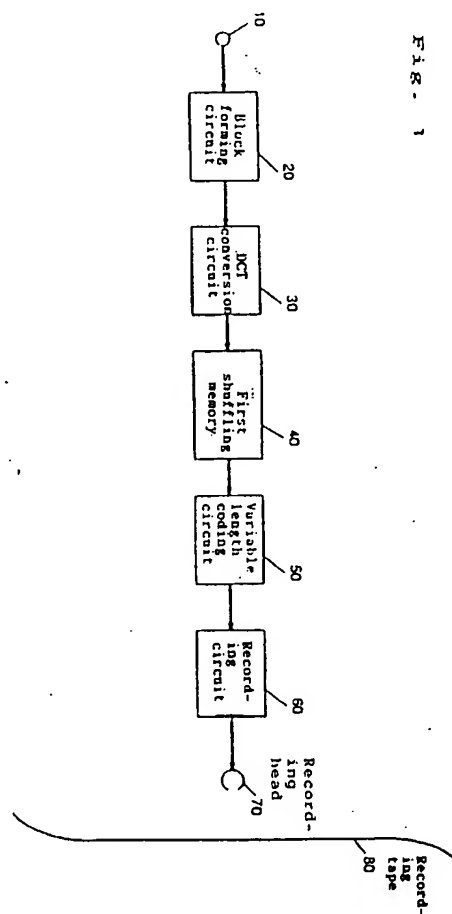 Fig. 1
10
Block
forming
circuit
20
DCT
conversion
circuit
30
First
shuffling
memory
40
Variable
length
coding
circuit
50
Record-
ing
circuit
60
Record-
ing
head
70
Record-
ing
tape
80